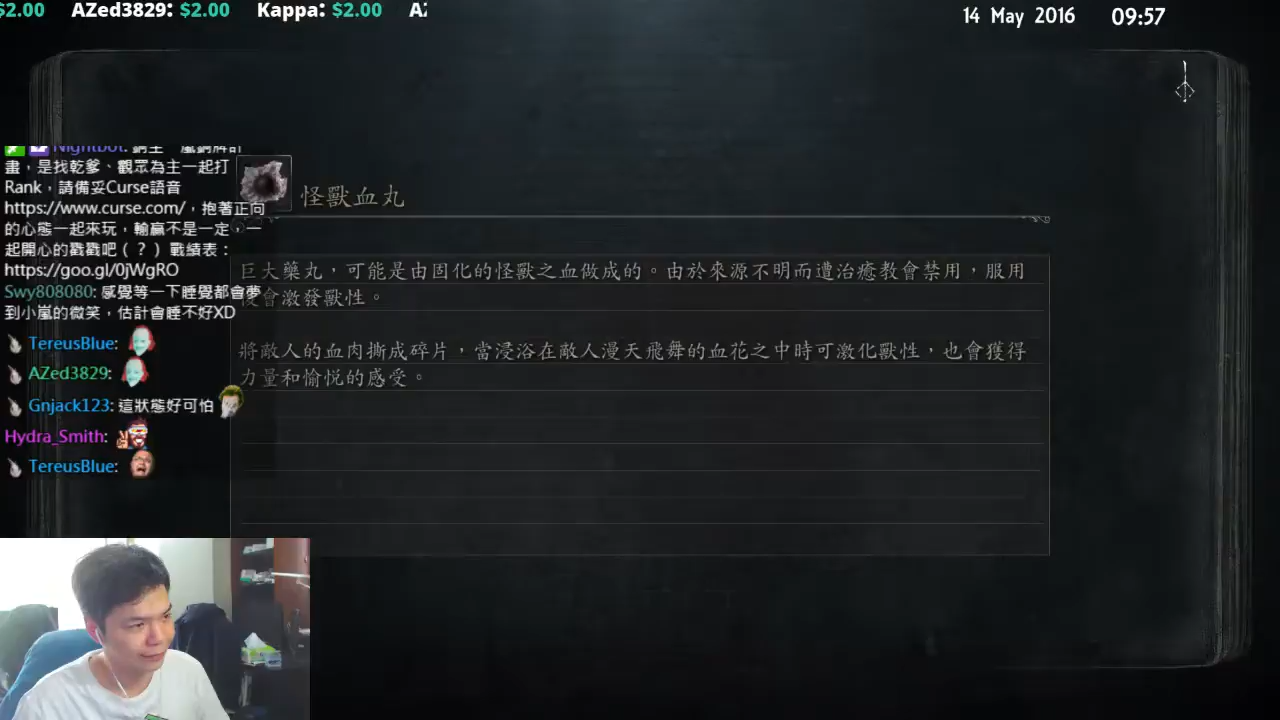 $2.00 AZed3829: $2.00 Kappa: $2.00
14 May 2016 09:57
Nightbot:
畫，是找乾爹、觀眾為主一起打
Rank，請備妥Curse語音
https://www.curse.com/，抱著正向
的心態一起來玩，輸贏不是一定，一
起開心的戳戳吧（？）戰績表：
https://goo.gl/0jWgRO
Swy808080: 感覺等一下睡覺都會夢
到小嵐的微笑，估計會睡不好XD
TereusBlue:
AZed3829:
Gnjack123: 這狀態好可怕
Hydra_Smith:
TereusBlue:
怪獸血丸
巨大藥丸，可能是由固化的怪獸之血做成的。由於來源不明而遭治癒教會禁用，服用
會激發獸性。
將敵人的血肉撕成碎片，當浸浴在敵人漫天飛舞的血花之中時可激化獸性，也會獲得
力量和愉悅的感受。